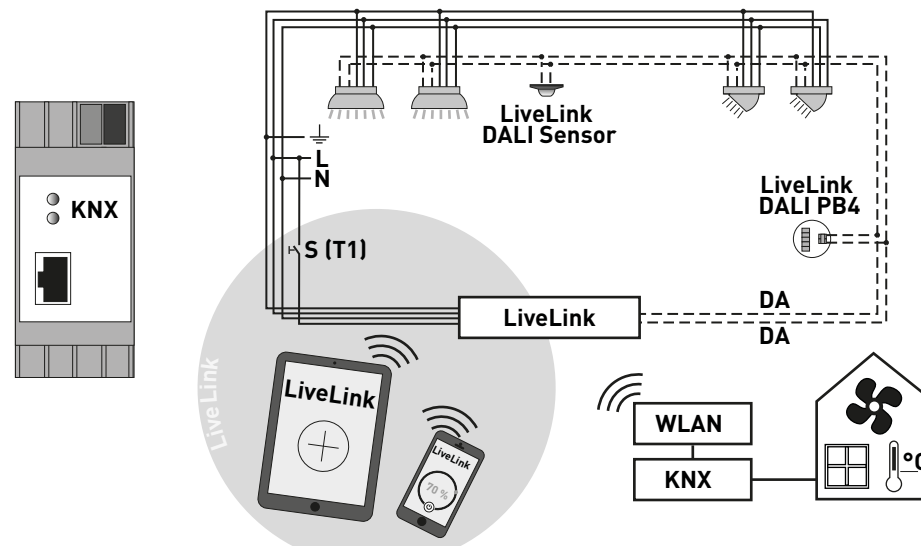 KNX
LiveLink
DALI Sensor
L
N
S (T1)
LiveLink
DALI PB4
LiveLink
DA
DA
LiveLink
LiveLink
LiveLink
70 %
WLAN
KNX
°C